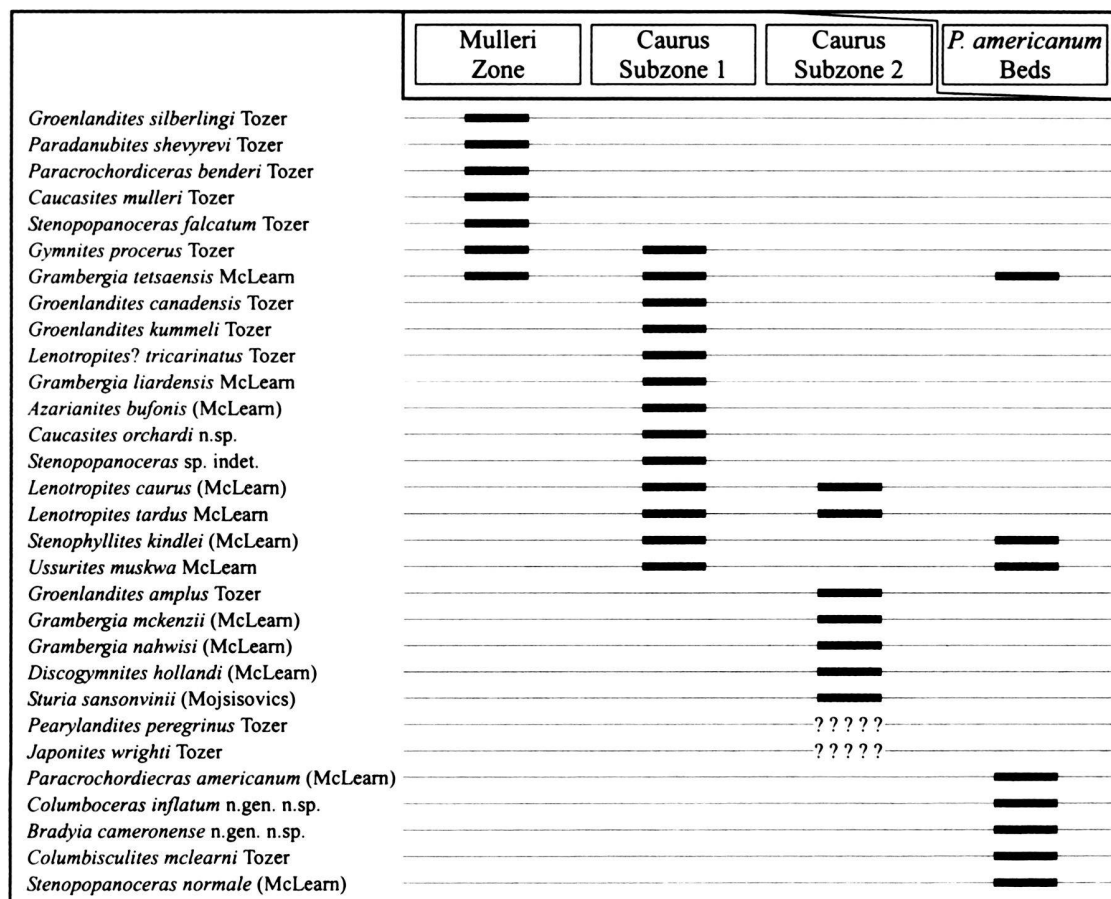 Mulleri Zone
Caurus Subzone 1
Caurus Subzone 2
P. americanum Beds
Groenlandites silberlingi Tozer
Paradanubites shevyrevi Tozer
Paracrochordiceras benderi Tozer
Caucasites mulleri Tozer
Stenopopanoceras falcatum Tozer
Gymnites procerus Tozer
Grambergia tetsaensis McLearn
Groenlandites canadensis Tozer
Groenlandites kummeli Tozer
Lenotropites? tricarinatus Tozer
Grambergia liardensis McLearn
Azarianites bufonis (McLearn)
Caucasites orchardi n.sp.
Stenopopanoceras sp. indet.
Lenotropites caurus (McLearn)
Lenotropites tardus McLearn
Stenophyllites kindlei (McLearn)
Ussurites muskwa McLearn
Groenlandites amplus Tozer
Grambergia mckenzii (McLearn)
Grambergia nahwisi (McLearn)
Discogymnites hollandi (McLearn)
Sturia sansonvinii (Mojsisovics)
Pearylandites peregrinus Tozer ? ? ? ? ?
Japonites wrighti Tozer ? ? ? ? ?
Paracrochordiecras americanum (McLearn)
Columboceras inflatum n.gen. n.sp.
Bradyia cameronense n.gen. n.sp.
Columbisculites mclearni Tozer
Stenopopanoceras normale (McLearn)